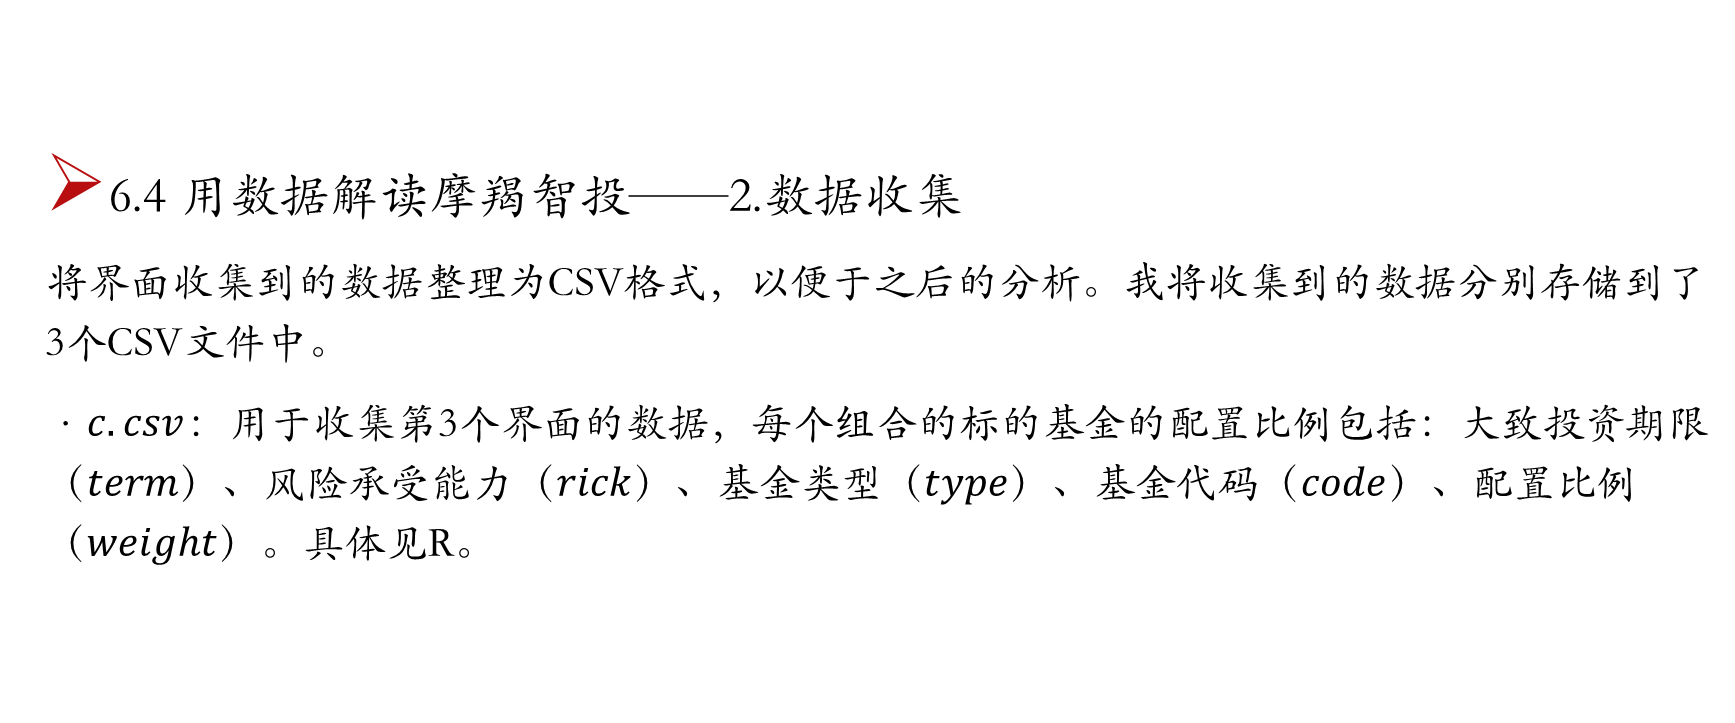 6.4 用数据解读摩羯智投——2.数据收集
将界面收集到的数据整理为CSV格式，以便于之后的分析。我将收集到的数据分别存储到了
3个CSV文件中。
· c.csv：用于收集第3个界面的数据，每个组合的标的基金的配置比例包括：大致投资期限
（term）、风险承受能力（rick）、基金类型（type）、基金代码（code）、配置比例
（weight）。具体见R。